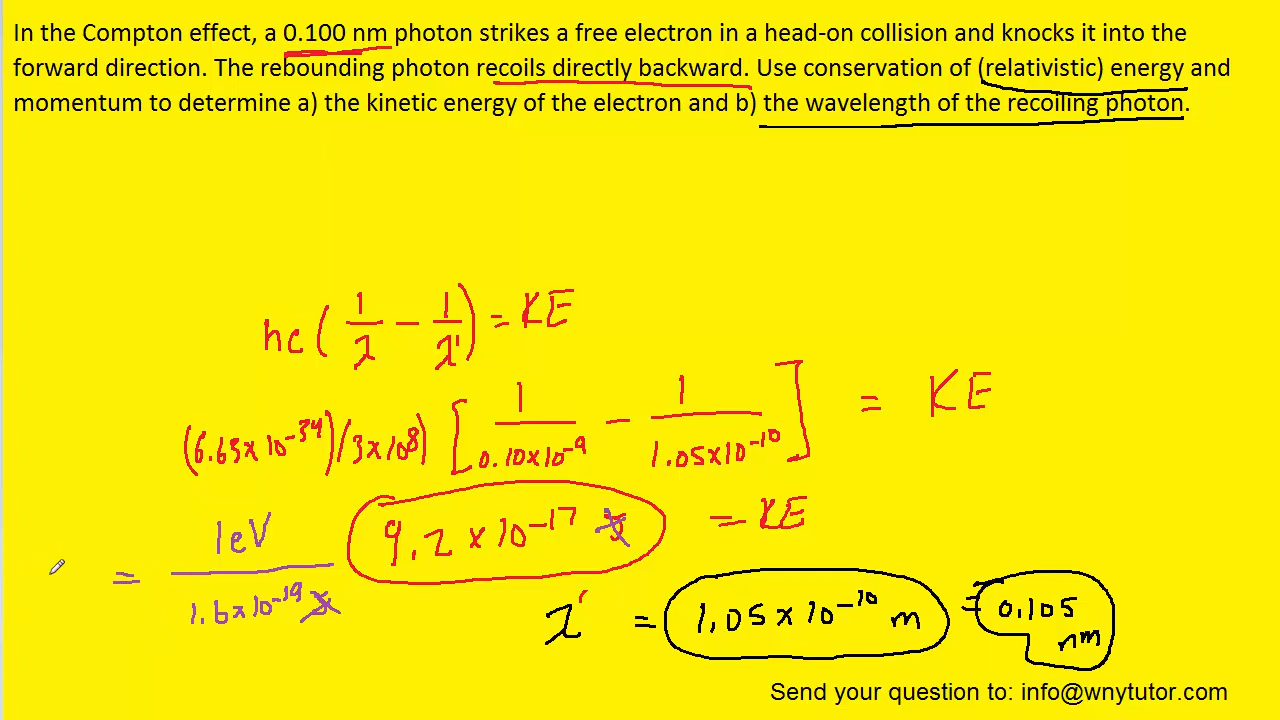 In the Compton effect, a 0.100 nm photon strikes a free electron in a head-on collision and knocks it into the
forward direction. The rebounding photon recoils directly backward. Use conservation of (relativistic) energy and
momentum to determine a) the kinetic energy of the electron and b) the wavelength of the recoiling photon.
hc ( 1/λ − 1/λ' ) = KE
(6.63x10⁻³⁴)(3x10⁸) [ 1/0.10x10⁻⁹ − 1/1.05x10⁻¹⁰ ] = KE
9.2 x 10⁻¹⁷ J = KE
= 1eV/1.6x10⁻¹⁹ J
λ' = 1.05 x 10⁻¹⁰ m = 0.105 nm
Send your question to: info@wnytutor.com